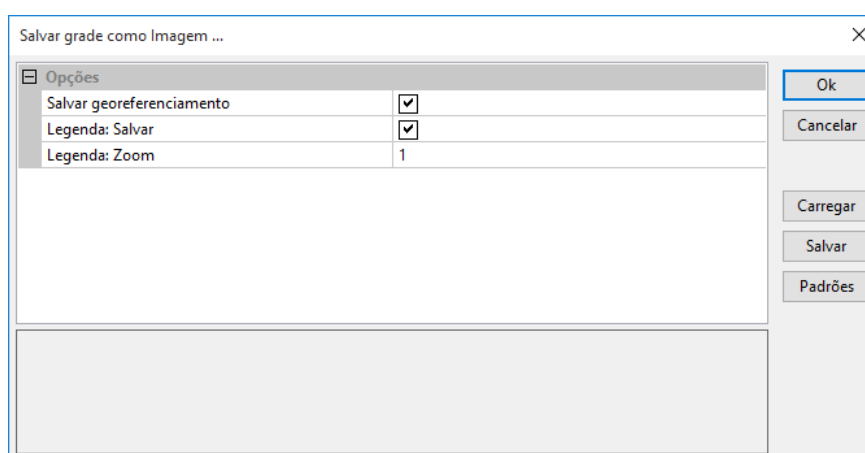 Salvar grade como Imagem ...
Opções
Salvar georeferenciamento
Legenda: Salvar
Legenda: Zoom 1
Ok
Cancelar
Carregar
Salvar
Padrões